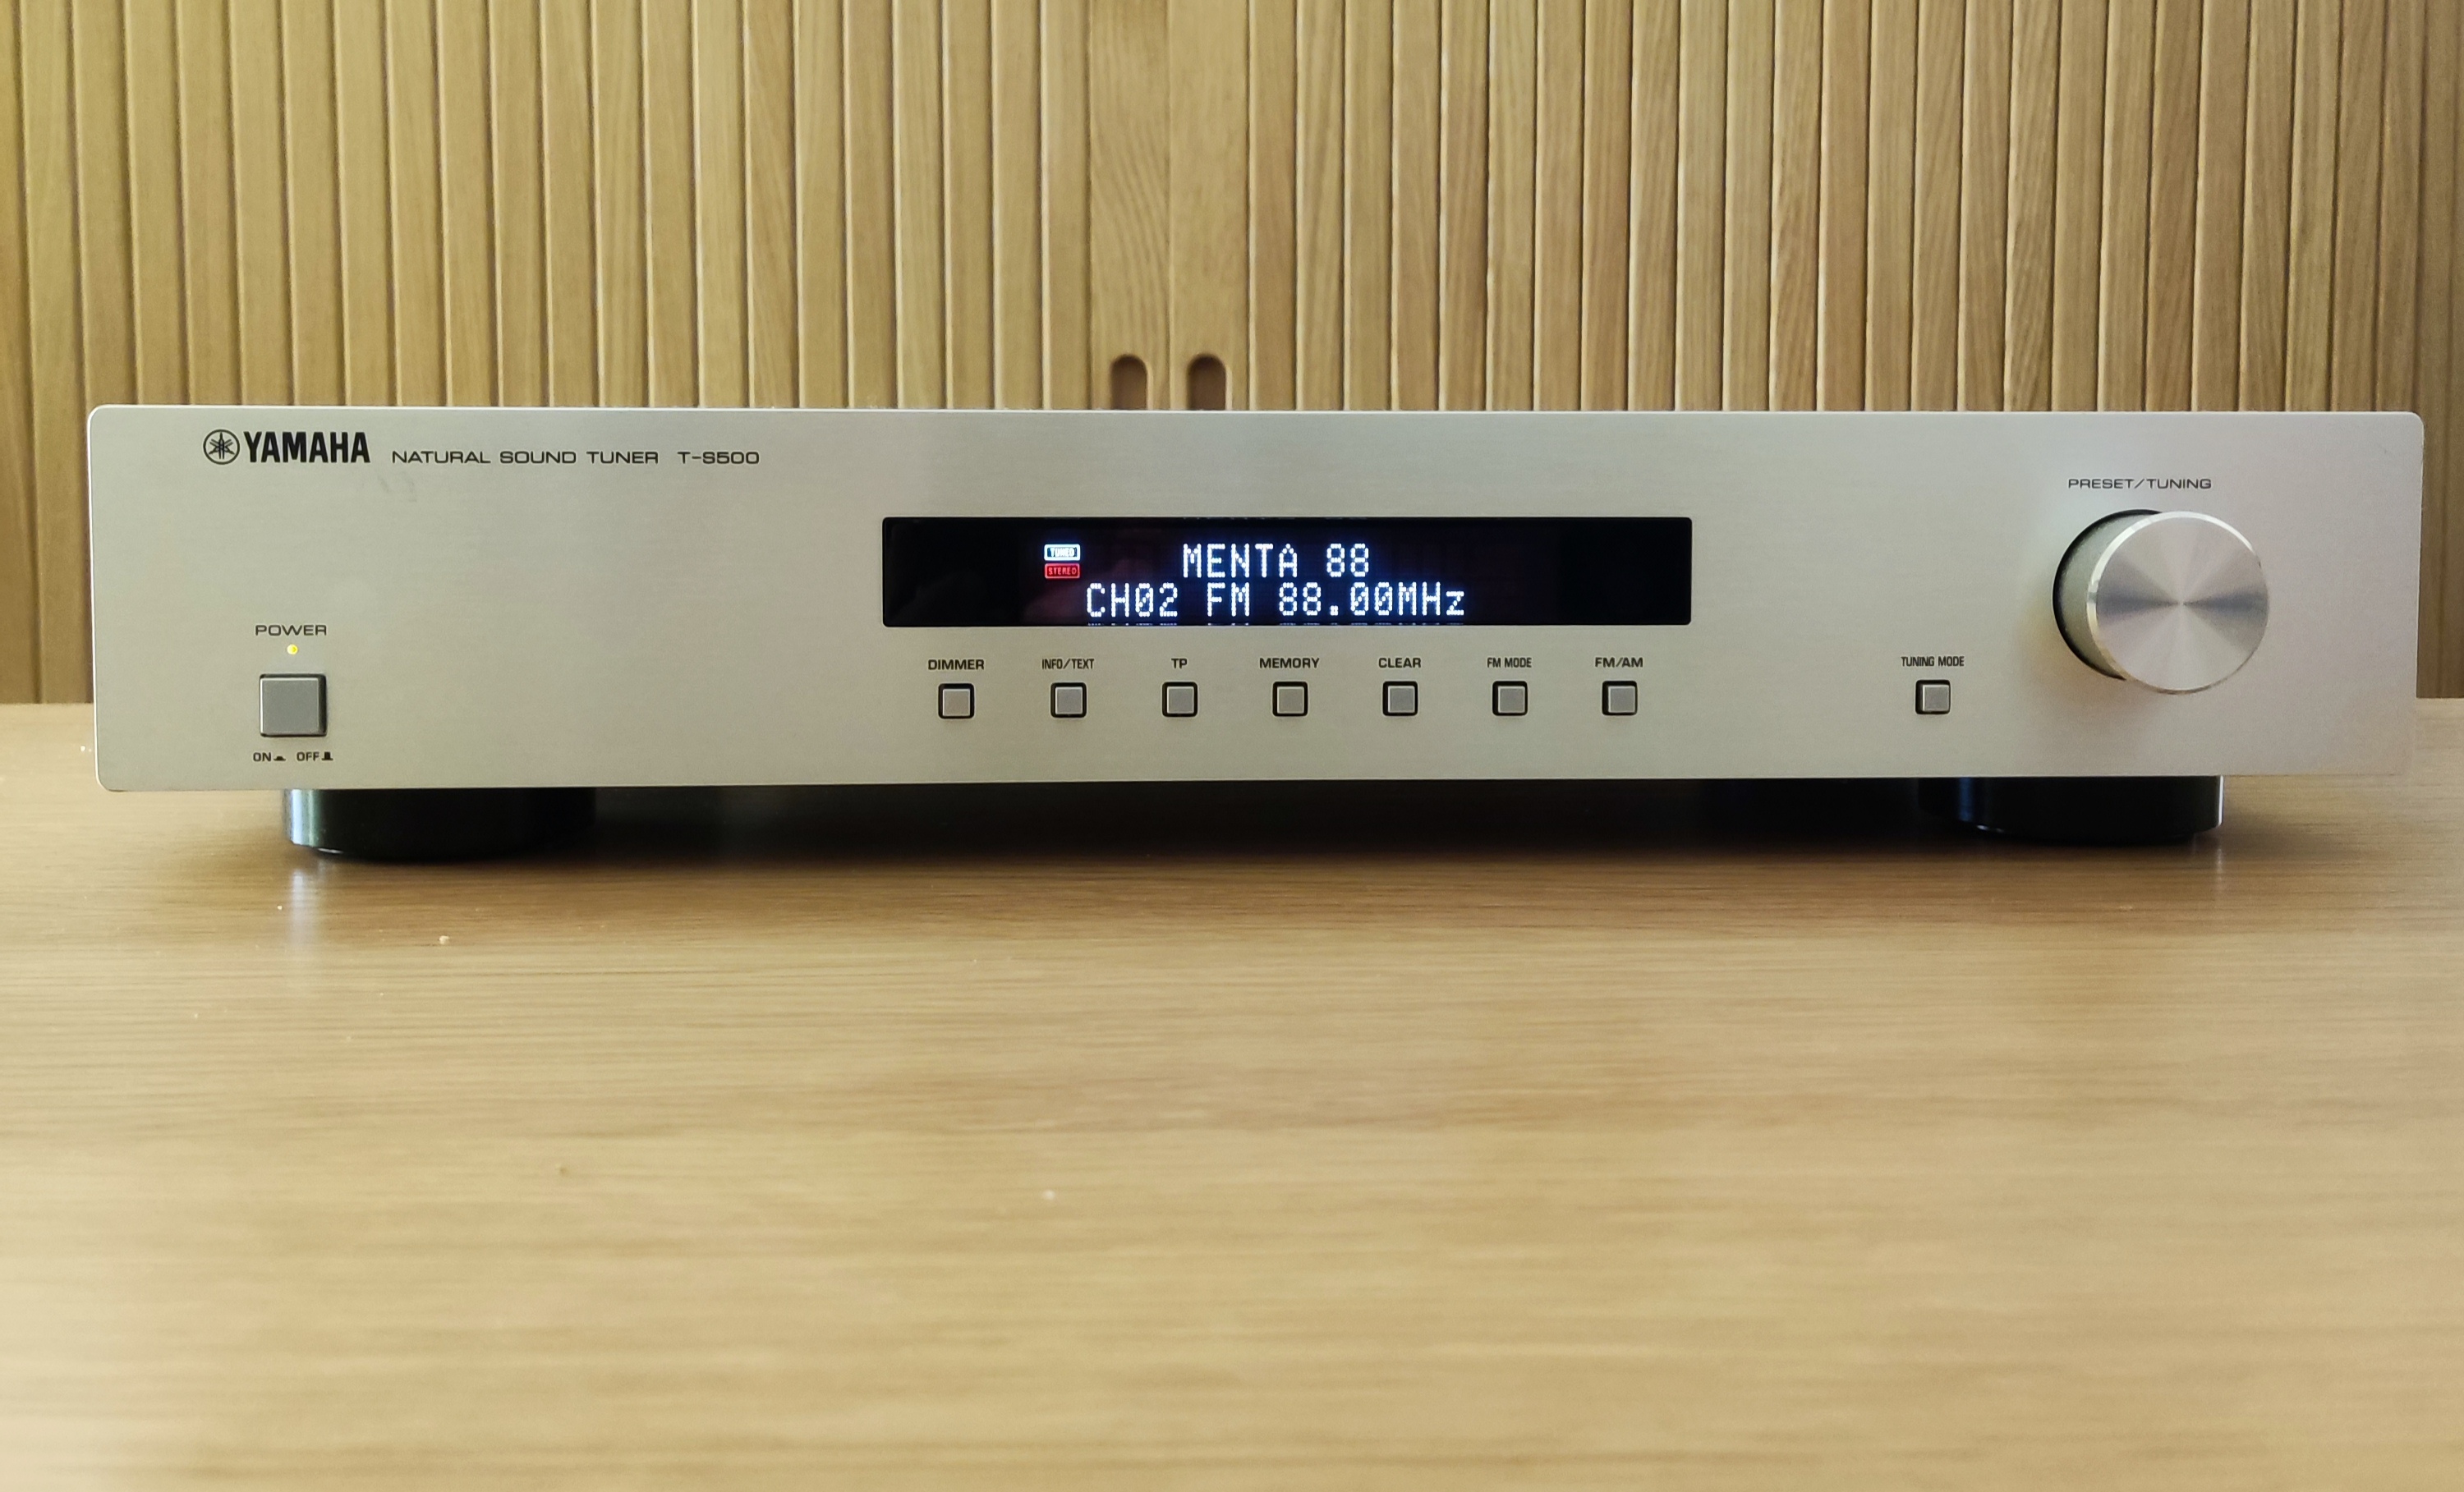 YAMAHA NATURAL SOUND TUNER T-S500
PRESET/TUNING
TUNED
MENTA 88
STEREO
CH02 FM 88.00MHz
POWER
DIMMER INFO/TEXT TP MEMORY CLEAR FM MODE FM/AM TUNING MODE
ON OFF